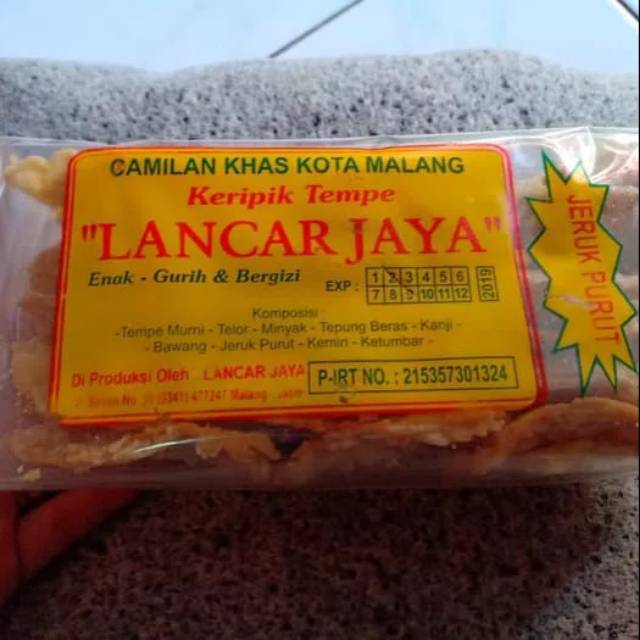 CAMILAN KHAS KOTA MALANG
Keripik Tempe
"LANCAR JAYA"
Enak - Gurih & Bergizi
EXP : 1 2 3 4 5 6 2019
7 8 9 10 11 12
Komposisi
-Tempe Murni - Telor - Minyak - Tepung Beras - Kanji -
- Bawang - Jeruk Purut - Kemiri - Ketumbar -
Di Produksi Oleh LANCAR JAYA
P-IRT NO. : 215357301324
(0341) 477247 Malang
JERUK PURUT